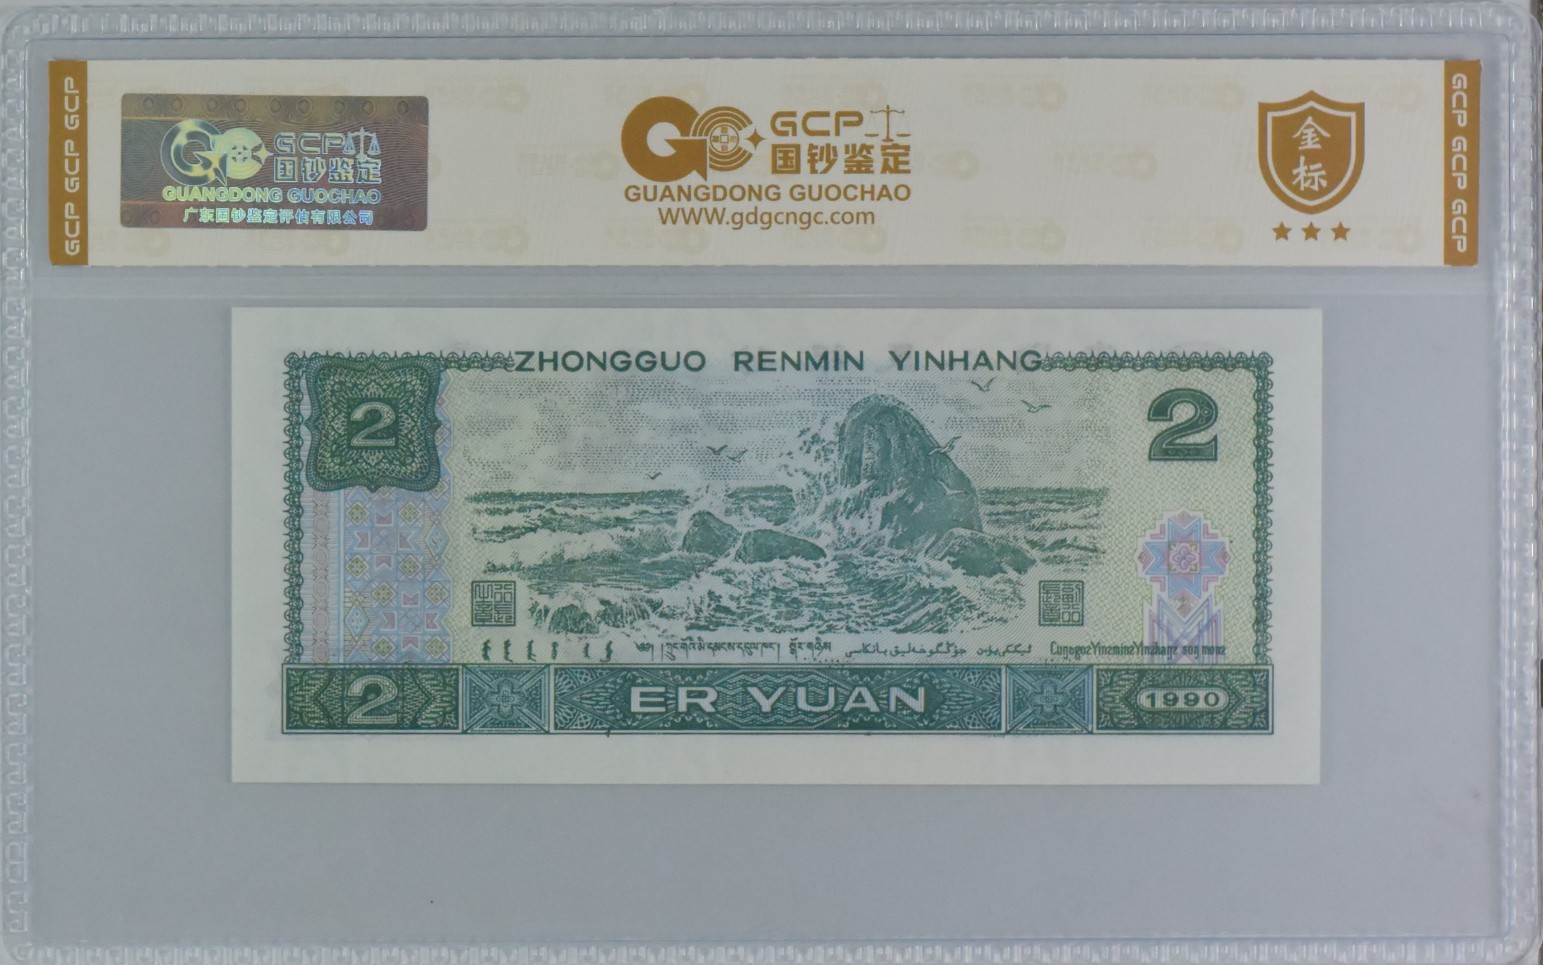 GCP GCP GCP
GCP
国钞鉴定
GUANGDONG GUOCHAO
广东国钞鉴定评估有限公司
GCP
国钞鉴定
GUANGDONG GUOCHAO
WWW.gdgcngc.com
金
标
GCP GCP GCP
ZHONGGUO RENMIN YINHANG
2
2
2
ER YUAN
1990